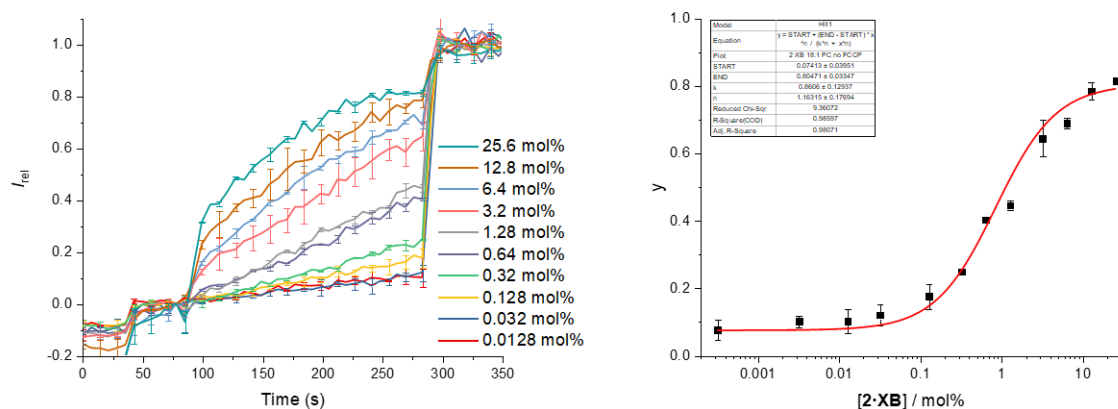 1.0
0.8
0.6
0.4
0.2
0.0
-0.2
I rel
25.6 mol%
12.8 mol%
6.4 mol%
3.2 mol%
1.28 mol%
0.64 mol%
0.32 mol%
0.128 mol%
0.032 mol%
0.0128 mol%
0 50 100 150 200 250 300 350
Time (s)
Model Hill1
Equation y = START + (END - START) * x
^n / (k^n + x^n)
Plot 2·XB 18:1 PC no FCCP
START 0.07413 ± 0.03951
END 0.80471 ± 0.03347
k 0.8606 ± 0.12937
n 1.16315 ± 0.17694
Reduced Chi-Sqr 9.36072
R-Square(COD) 0.98597
Adj. R-Square 0.98071
1.0
0.8
0.6
0.4
0.2
0.0
y
0.001 0.01 0.1 1 10
[2·XB] / mol%